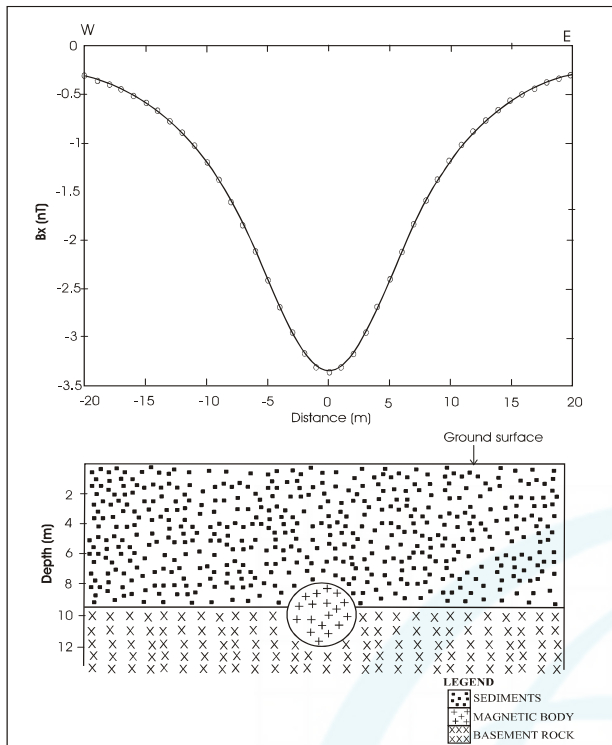 W E
0
-0.5
-1
-1.5
-2
-2.5
-3
-3.5
Bx (nT)
-20 -15 -10 -5 0 5 10 15 20
Distance (m)
Ground surface
2
4
6
8
10
12
Depth (m)
LEGEND
SEDIMENTS
MAGNETIC BODY
BASEMENT ROCK